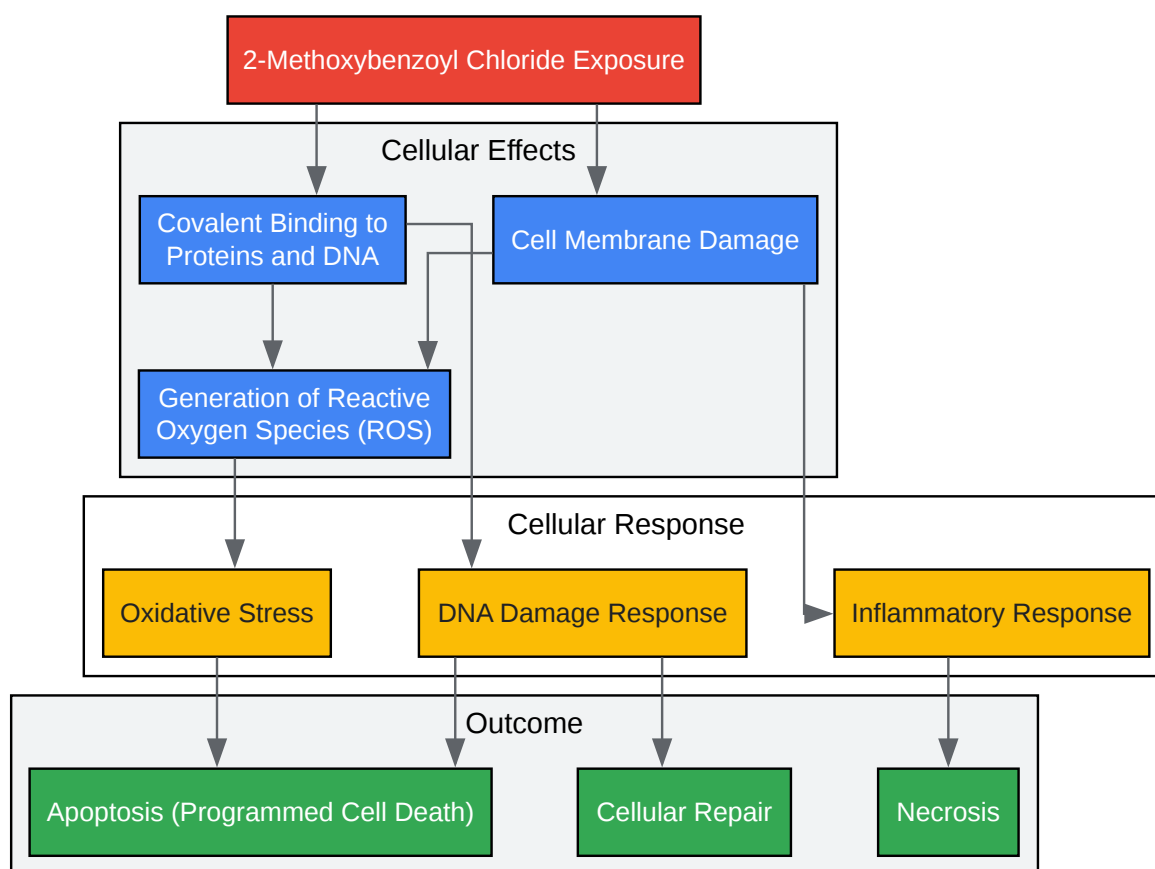 2-Methoxybenzoyl Chloride Exposure
Cellular Effects
Covalent Binding to
Proteins and DNA
Cell Membrane Damage
Generation of Reactive
Oxygen Species (ROS)
Cellular Response
Oxidative Stress
DNA Damage Response
Inflammatory Response
Outcome
Apoptosis (Programmed Cell Death)
Cellular Repair
Necrosis